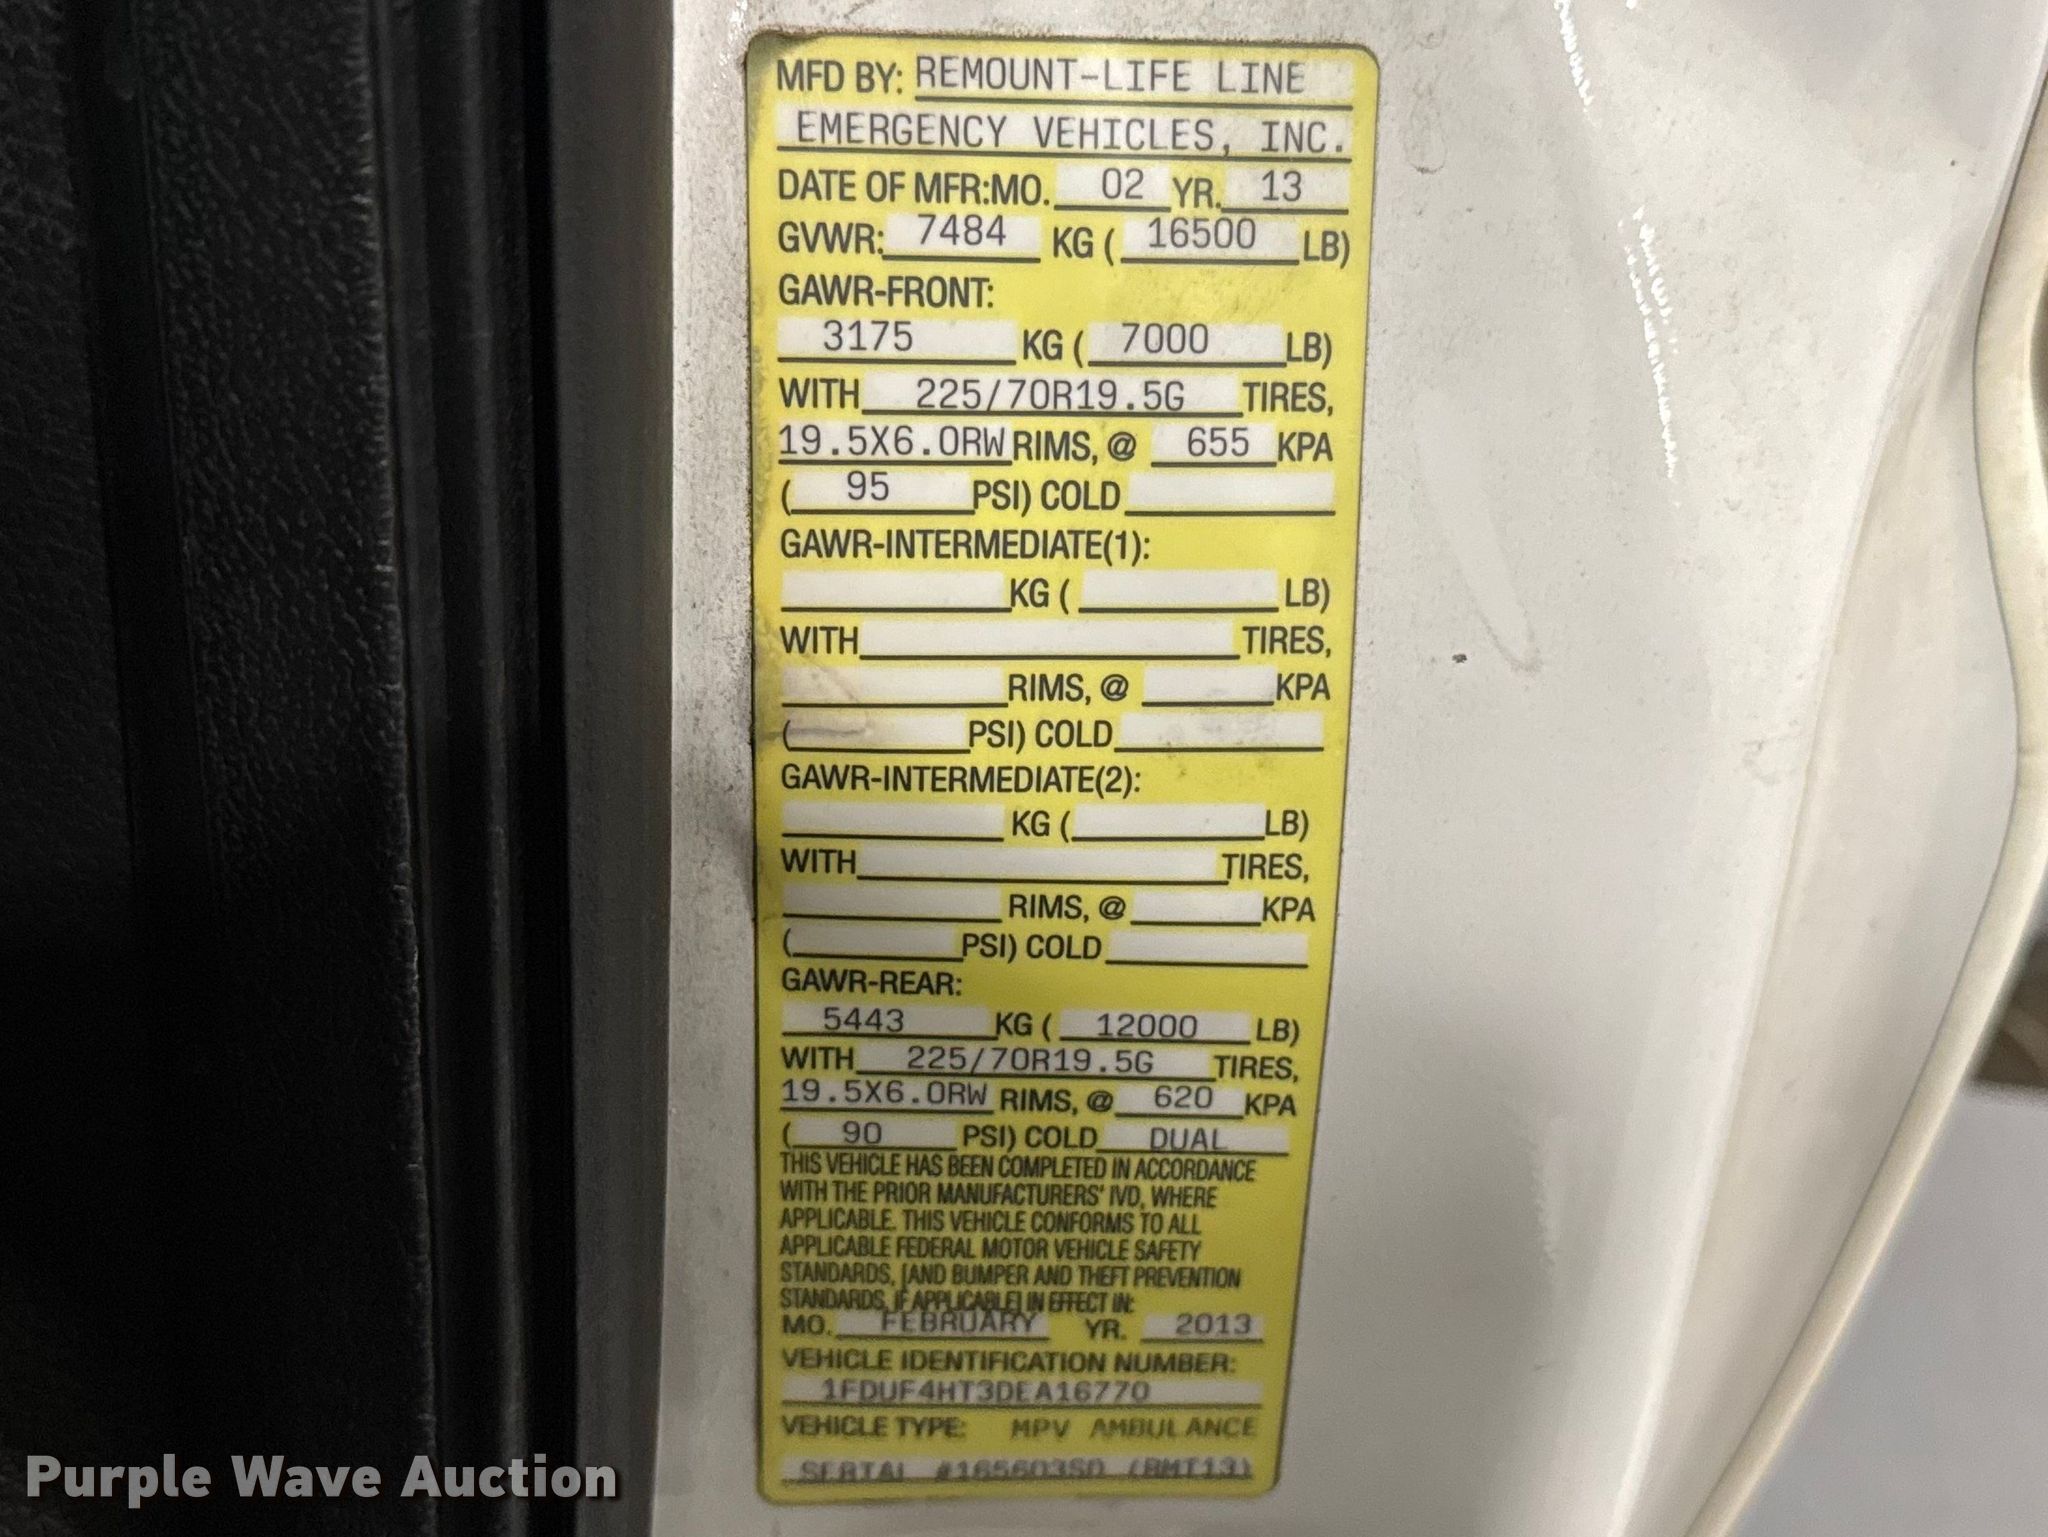 MFD BY: REMOUNT-LIFE LINE
EMERGENCY VEHICLES, INC.
DATE OF MFR:MO. 02 YR. 13
GVWR: 7484 KG ( 16500 LB)
GAWR-FRONT:
3175 KG ( 7000 LB)
WITH 225/70R19.5G TIRES,
19.5X6.0RW RIMS, @ 655 KPA
( 95 PSI) COLD
GAWR-INTERMEDIATE(1):
KG ( LB)
WITH TIRES,
RIMS, @ KPA
( PSI) COLD
GAWR-INTERMEDIATE(2):
KG ( LB)
WITH TIRES,
RIMS, @ KPA
( PSI) COLD
GAWR-REAR:
5443 KG ( 12000 LB)
WITH 225/70R19.5G TIRES,
19.5X6.0RW RIMS, @ 620 KPA
( 90 PSI) COLD DUAL
THIS VEHICLE HAS BEEN COMPLETED IN ACCORDANCE
WITH THE PRIOR MANUFACTURERS' IVD, WHERE
APPLICABLE. THIS VEHICLE CONFORMS TO ALL
APPLICABLE FEDERAL MOTOR VEHICLE SAFETY
STANDARDS, [AND BUMPER AND THEFT PREVENTION
STANDARDS, IF APPLICABLE] IN EFFECT IN:
MO. FEBRUARY YR. 2013
VEHICLE IDENTIFICATION NUMBER:
1FDUF4HT3DEA16770
VEHICLE TYPE: MPV AMBULANCE
SERIAL #165603SD (RMT13)
Purple Wave Auction